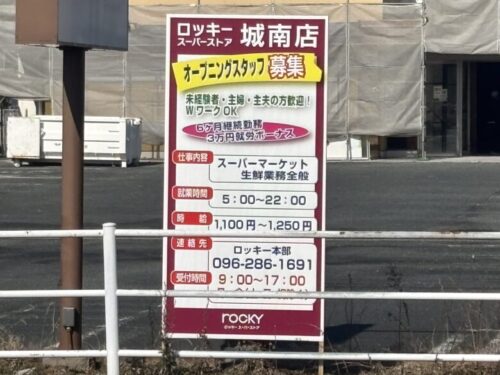 ロッキー
スーパーストア
城南店
オープニングスタッフ募集
未経験者・主婦・主夫の方歓迎！
WワークOK
6ヶ月継続勤務
3万円就労ボーナス
仕事内容
スーパーマーケット
生鮮業務全般
就業時間
5：00～22：00
時給
1,100円～1,250円
連絡先
ロッキー本部
096-286-1691
受付時間
9：00～17：00
ROCKY
ロッキースーパーストア